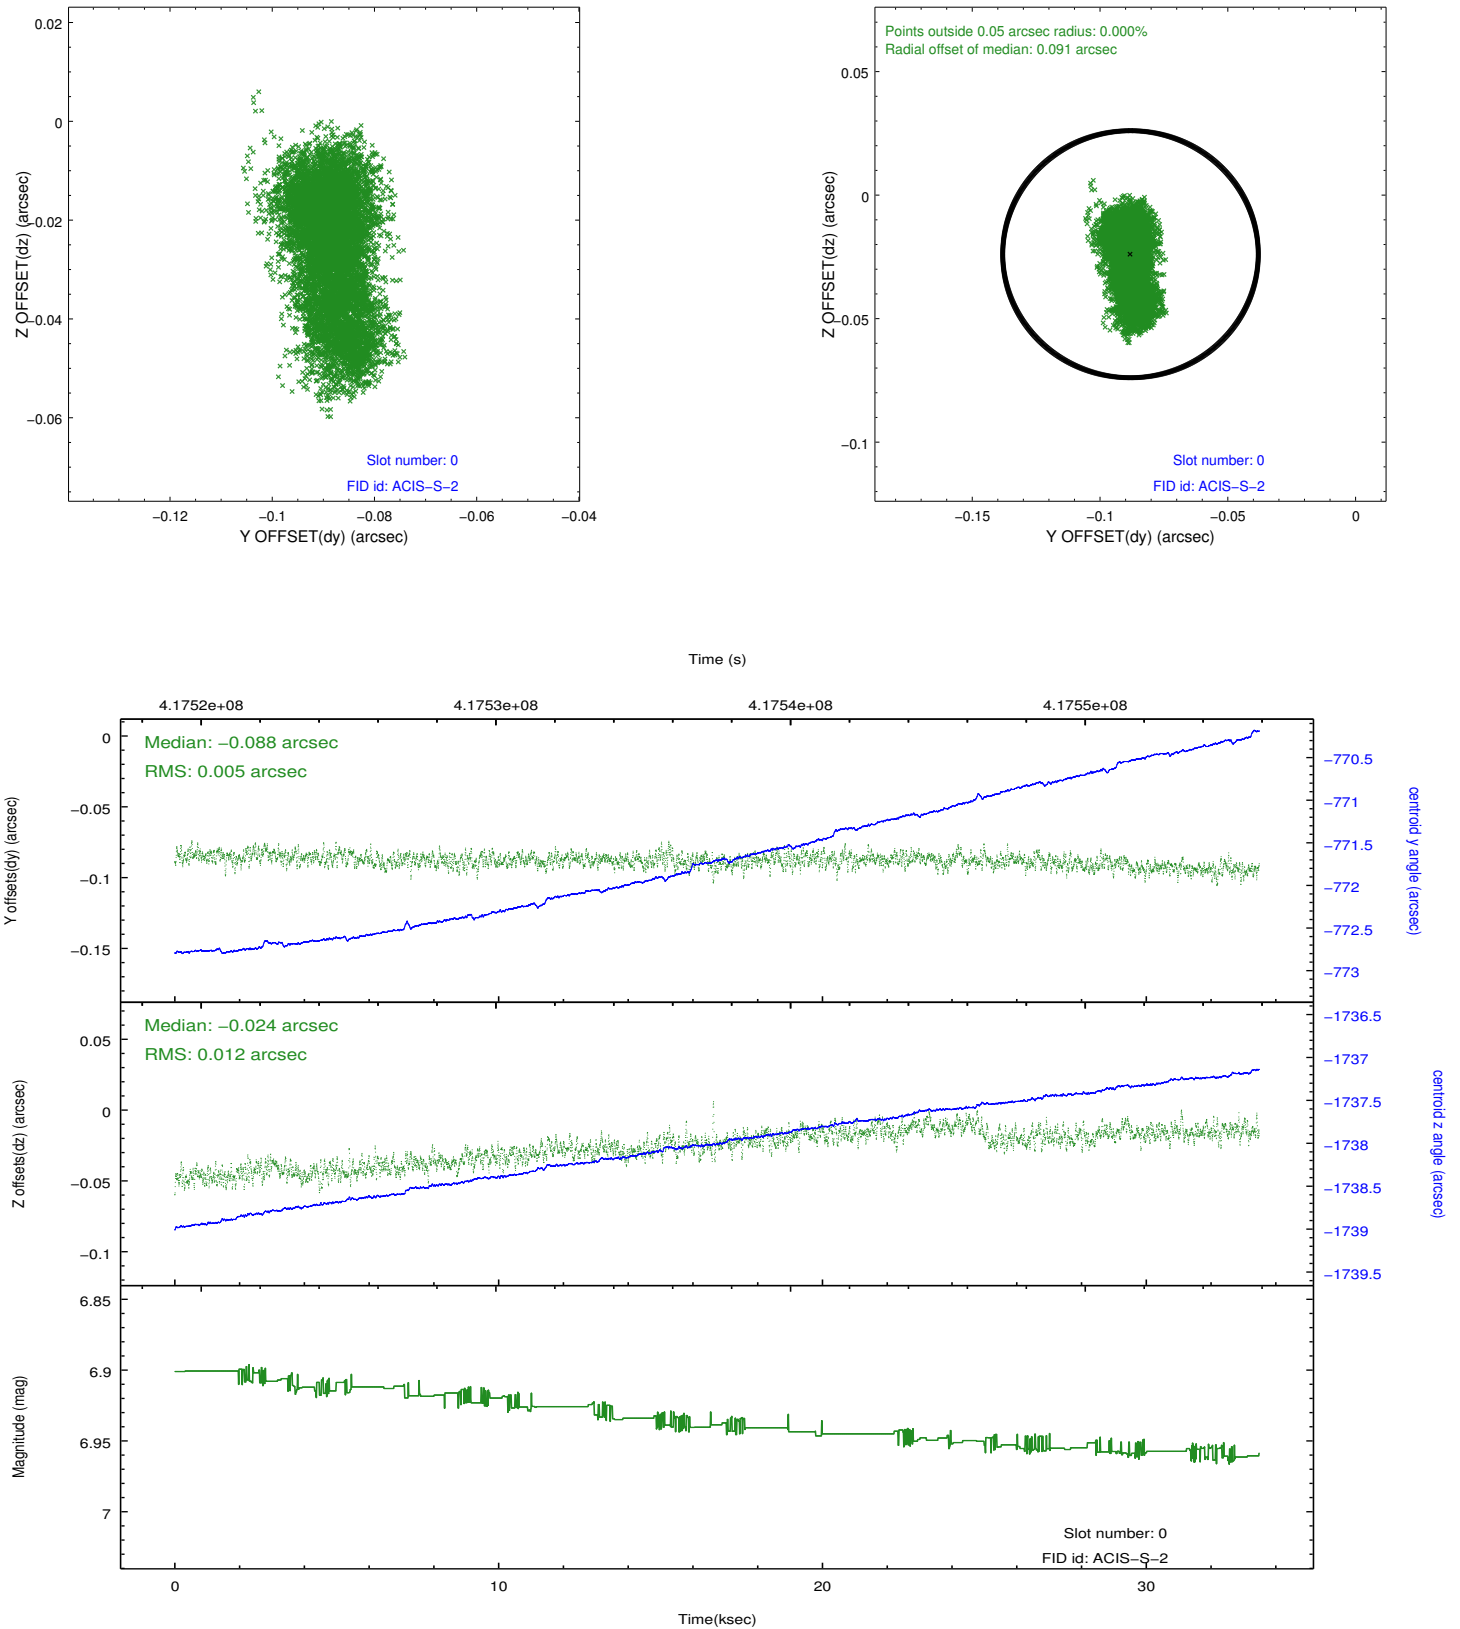 0.02
0
−0.02
−0.04
−0.06
Z OFFSET(dz) (arcsec)
Slot number: 0
FID id: ACIS−S−2
−0.12
−0.1
−0.08
−0.06
−0.04
Y OFFSET(dy) (arcsec)
Points outside 0.05 arcsec radius: 0.000%
Radial offset of median: 0.091 arcsec
0.05
0
−0.05
−0.1
Z OFFSET(dz) (arcsec)
Slot number: 0
FID id: ACIS−S−2
−0.15
−0.1
−0.05
0
Y OFFSET(dy) (arcsec)
Time (s)
4.1752e+08
4.1753e+08
4.1754e+08
4.1755e+08
Median: −0.088 arcsec
RMS: 0.005 arcsec
0
−0.05
−0.1
−0.15
Y offsets(dy) (arcsec)
−770.5
−771
−771.5
−772
−772.5
−773
centroid y angle (arcsec)
Median: −0.024 arcsec
RMS: 0.012 arcsec
0.05
0
−0.05
−0.1
Z offsets(dz) (arcsec)
−1736.5
−1737
−1737.5
−1738
−1738.5
−1739
−1739.5
centroid z angle (arcsec)
6.85
6.9
6.95
7
Magnitude (mag)
Slot number: 0
FID id: ACIS−S−2
0
10
20
30
Time(ksec)